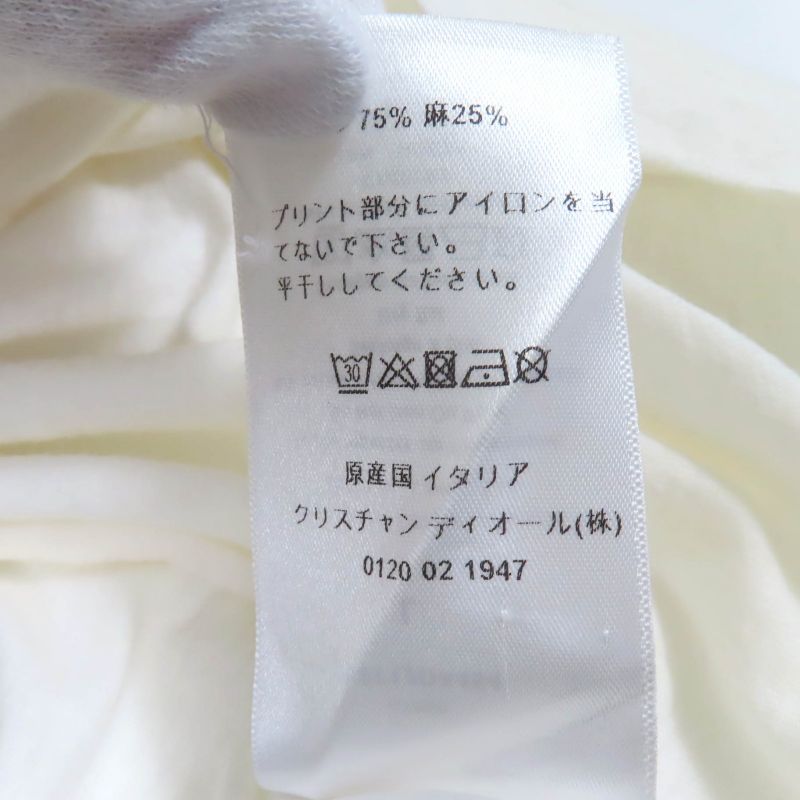 75% 麻25%
プリント部分にアイロンを当
てないで下さい。
平干ししてください。
30
原産国 イタリア
クリスチャン ディオール(株)
0120 02 1947